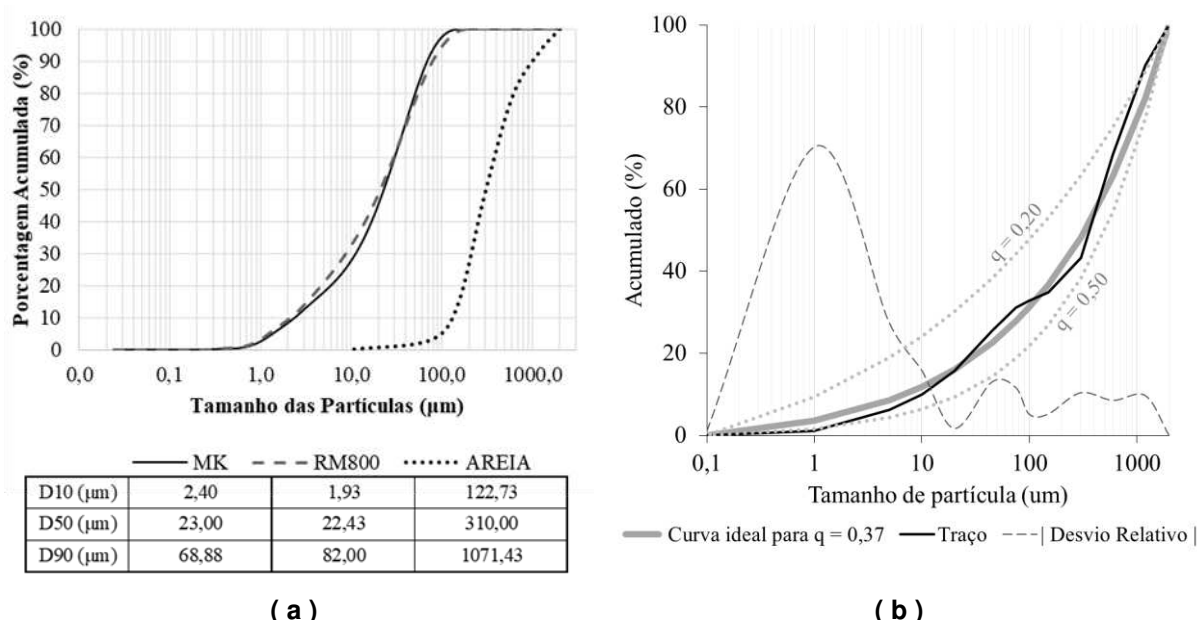 100
90
80
70
60
50
40
30
20
10
0
Porcentagem Acumulada (%)
0,0 0,1 1,0 10,0 100,0 1000,0
Tamanho das Partículas (µm)
MK RM800 AREIA
D10 (µm) 2,40 1,93 122,73
D50 (µm) 23,00 22,43 310,00
D90 (µm) 68,88 82,00 1071,43
( a )
100
80
60
40
20
0
Acumulado (%)
q = 0,20
q = 0,50
0,1 1 10 100 1000
Tamanho de partícula (um)
Curva ideal para q = 0,37 Traço | Desvio Relativo |
( b )